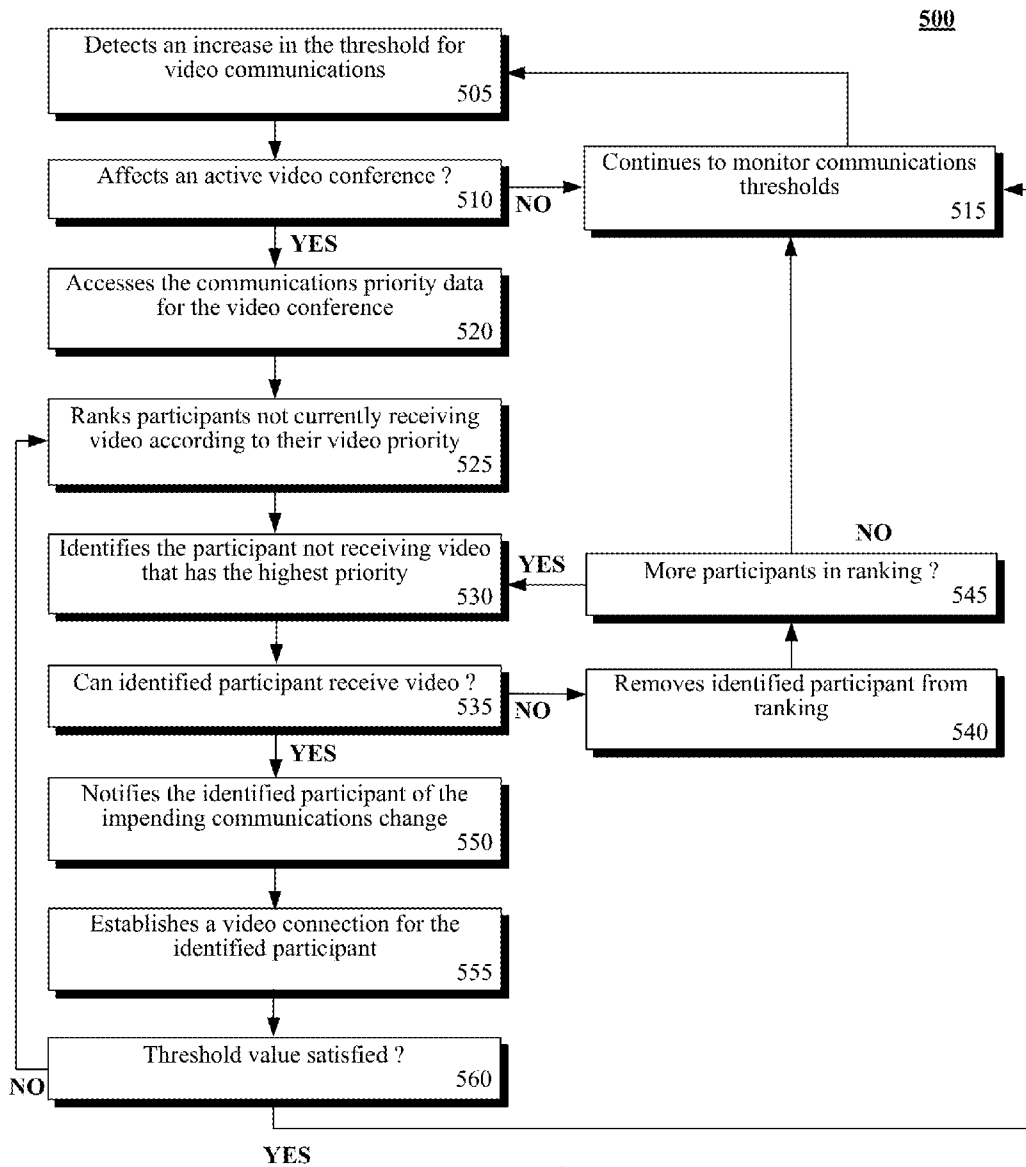 500
Detects an increase in the threshold for
video communications
505
Affects an active video conference ?
510
NO
YES
Continues to monitor communications
thresholds
515
Accesses the communications priority data
for the video conference
520
Ranks participants not currently receiving
video according to their video priority
525
Identifies the participant not receiving video
that has the highest priority
530
YES
NO
More participants in ranking ?
545
Can identified participant receive video ?
535
NO
YES
Removes identified participant from
ranking
540
Notifies the identified participant of the
impending communications change
550
Establishes a video connection for the
identified participant
555
Threshold value satisfied ?
560
NO
YES